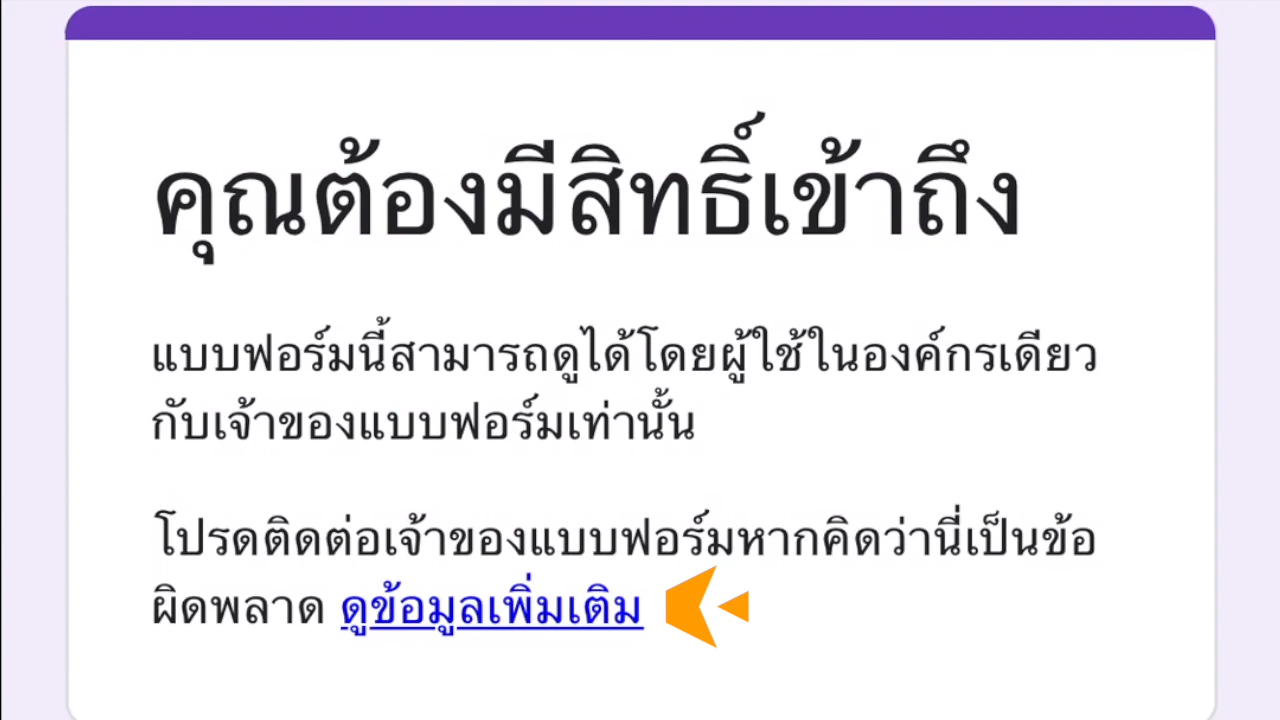 คุณต้องมีสิทธิ์เข้าถึง
แบบฟอร์มนี้สามารถดูได้โดยผู้ใช้ในองค์กรเดียว
กับเจ้าของแบบฟอร์มเท่านั้น
โปรดติดต่อเจ้าของแบบฟอร์มหากคิดว่านี่เป็นข้อ
ผิดพลาด ดูข้อมูลเพิ่มเติม